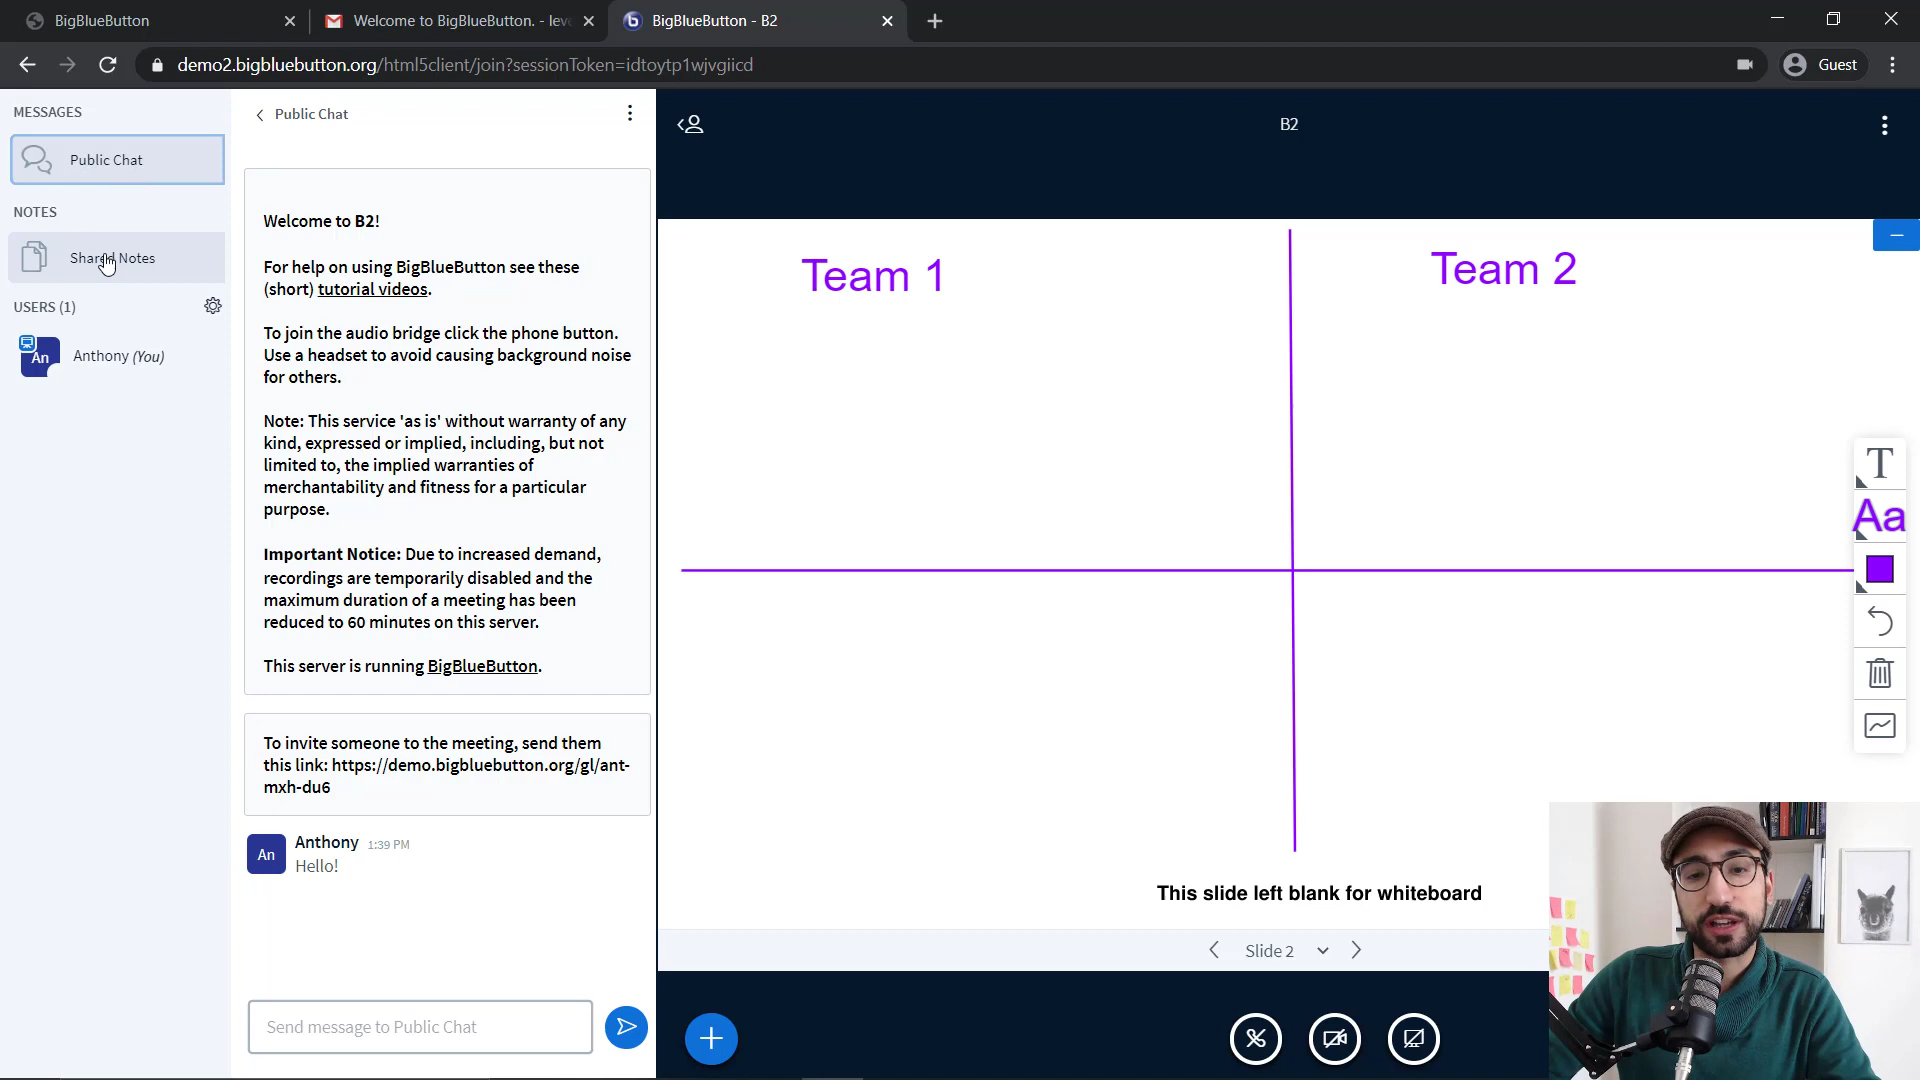 BigBlueButton
Welcome to BigBlueButton. - leve
BigBlueButton - B2
demo2.bigbluebutton.org/html5client/join?sessionToken=idtoytp1wjvgiicd
Guest
MESSAGES
Public Chat
NOTES
Shared Notes
USERS (1)
An
Anthony (You)
Public Chat
Welcome to B2!
For help on using BigBlueButton see these
(short) tutorial videos.
To join the audio bridge click the phone button.
Use a headset to avoid causing background noise
for others.
Note: This service 'as is' without warranty of any
kind, expressed or implied, including, but not
limited to, the implied warranties of
merchantability and fitness for a particular
purpose.
Important Notice: Due to increased demand,
recordings are temporarily disabled and the
maximum duration of a meeting has been
reduced to 60 minutes on this server.
This server is running BigBlueButton.
To invite someone to the meeting, send them
this link: https://demo.bigbluebutton.org/gl/ant-
mxh-du6
An
Anthony 1:39 PM
Hello!
Send message to Public Chat
B2
Team 1
Team 2
T
Aa
This slide left blank for whiteboard
Slide 2